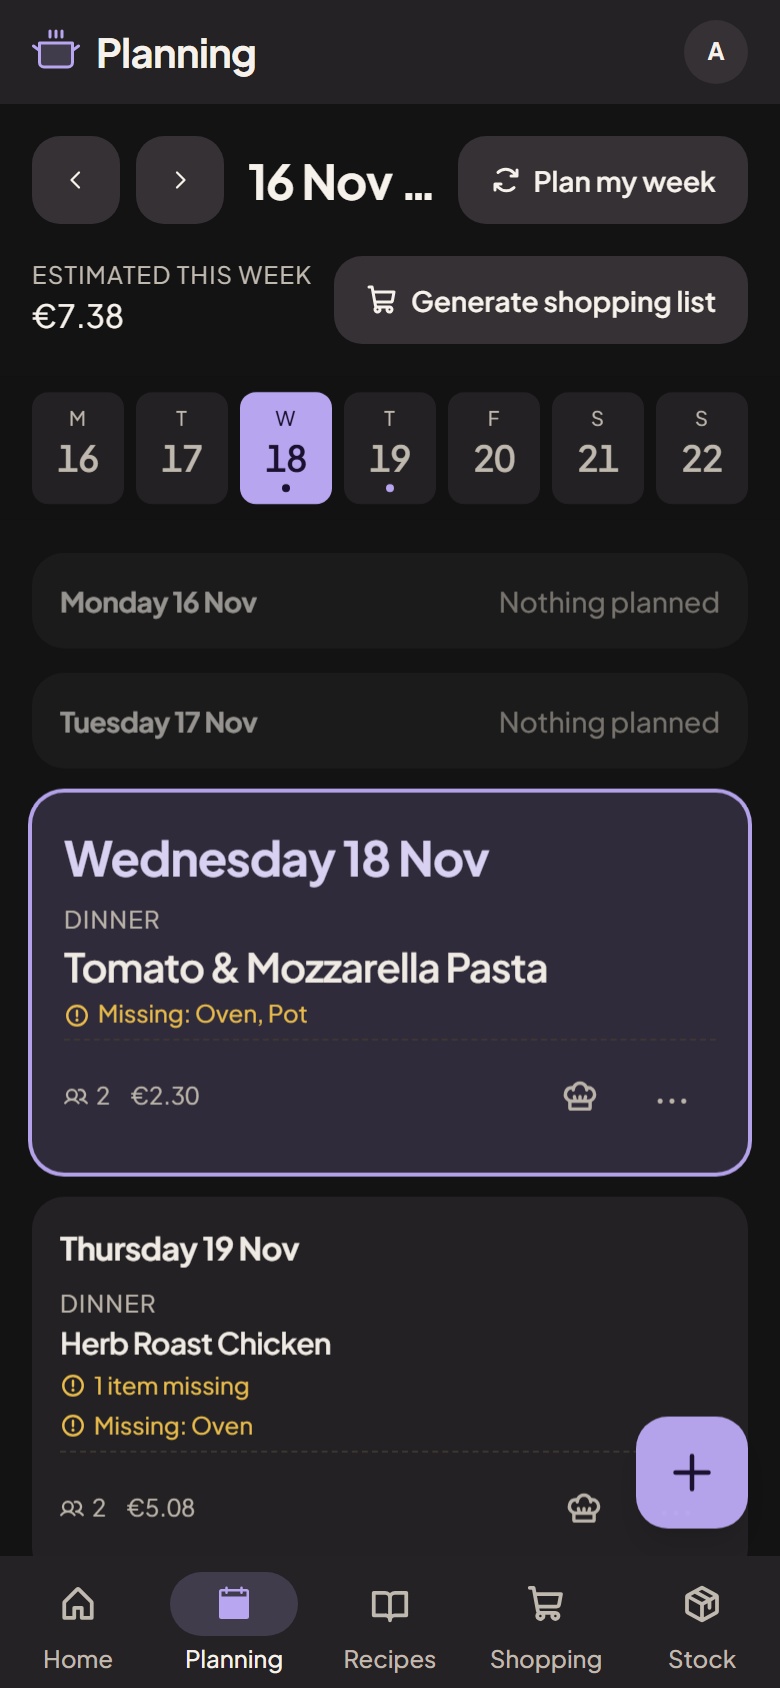 Planning
A
16 Nov ...
Plan my week
ESTIMATED THIS WEEK
€7.38
Generate shopping list
M T W T F S S
16 17 18 19 20 21 22
Monday 16 Nov Nothing planned
Tuesday 17 Nov Nothing planned
Wednesday 18 Nov
DINNER
Tomato & Mozzarella Pasta
Missing: Oven, Pot
2 €2.30
Thursday 19 Nov
DINNER
Herb Roast Chicken
1 item missing
Missing: Oven
2 €5.08
Home Planning Recipes Shopping Stock